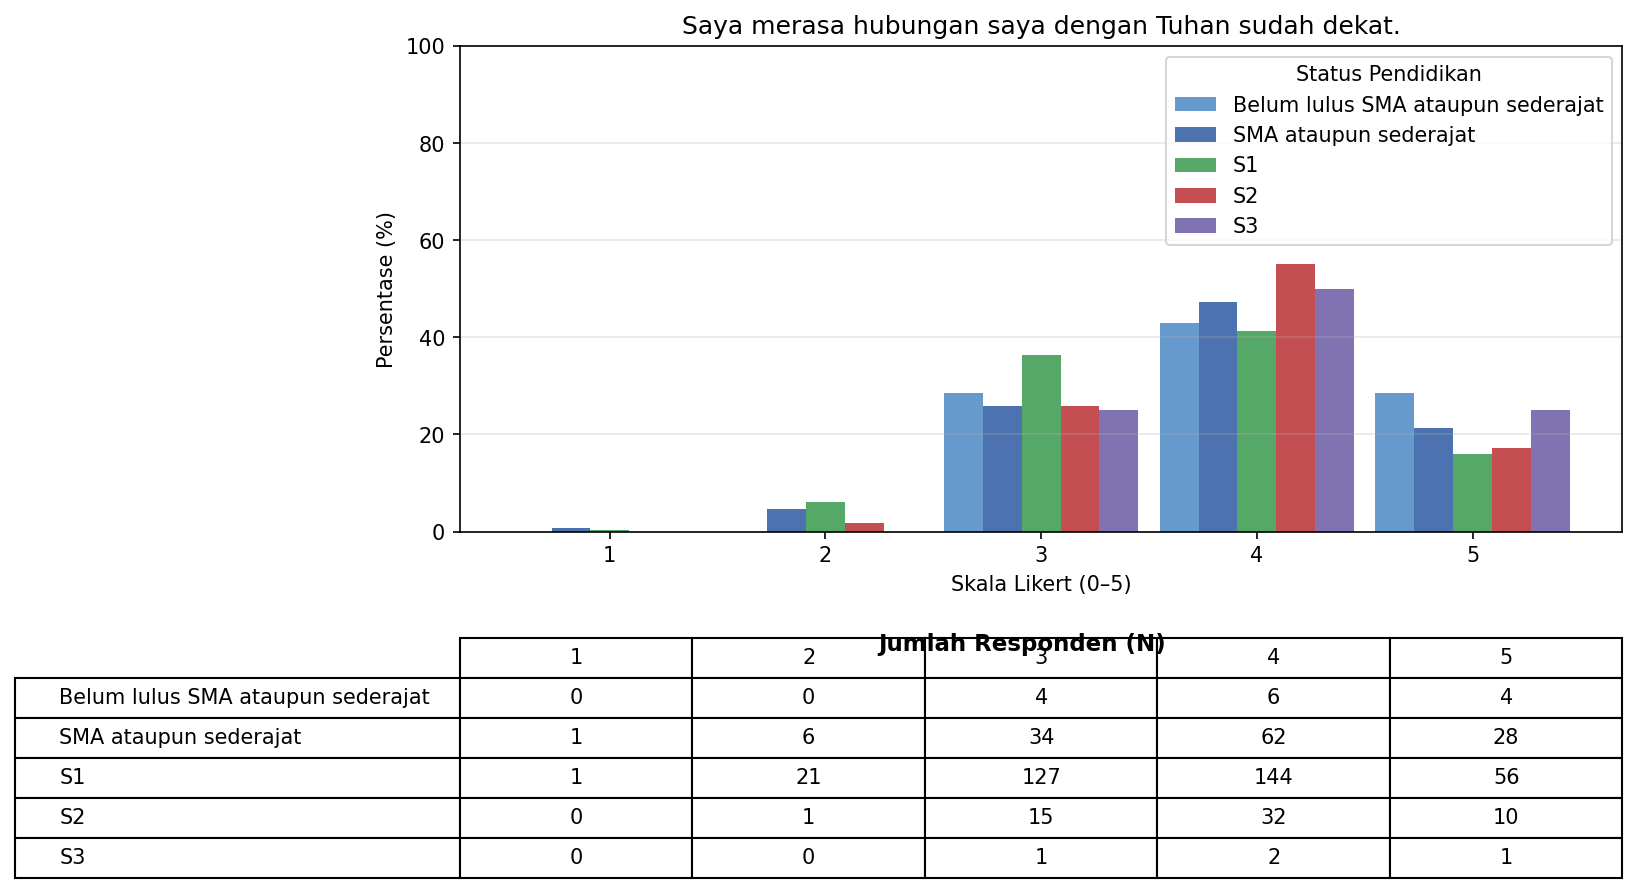 Saya merasa hubungan saya dengan Tuhan sudah dekat.
Status Pendidikan
Belum lulus SMA ataupun sederajat
SMA ataupun sederajat
S1
S2
S3
Persentase (%)
100
80
60
40
20
0
1 2 3 4 5
Skala Likert (0–5)
Jumlah Responden (N)
1 2 3 4 5
Belum lulus SMA ataupun sederajat 0 0 4 6 4
SMA ataupun sederajat 1 6 34 62 28
S1 1 21 127 144 56
S2 0 1 15 32 10
S3 0 0 1 2 1